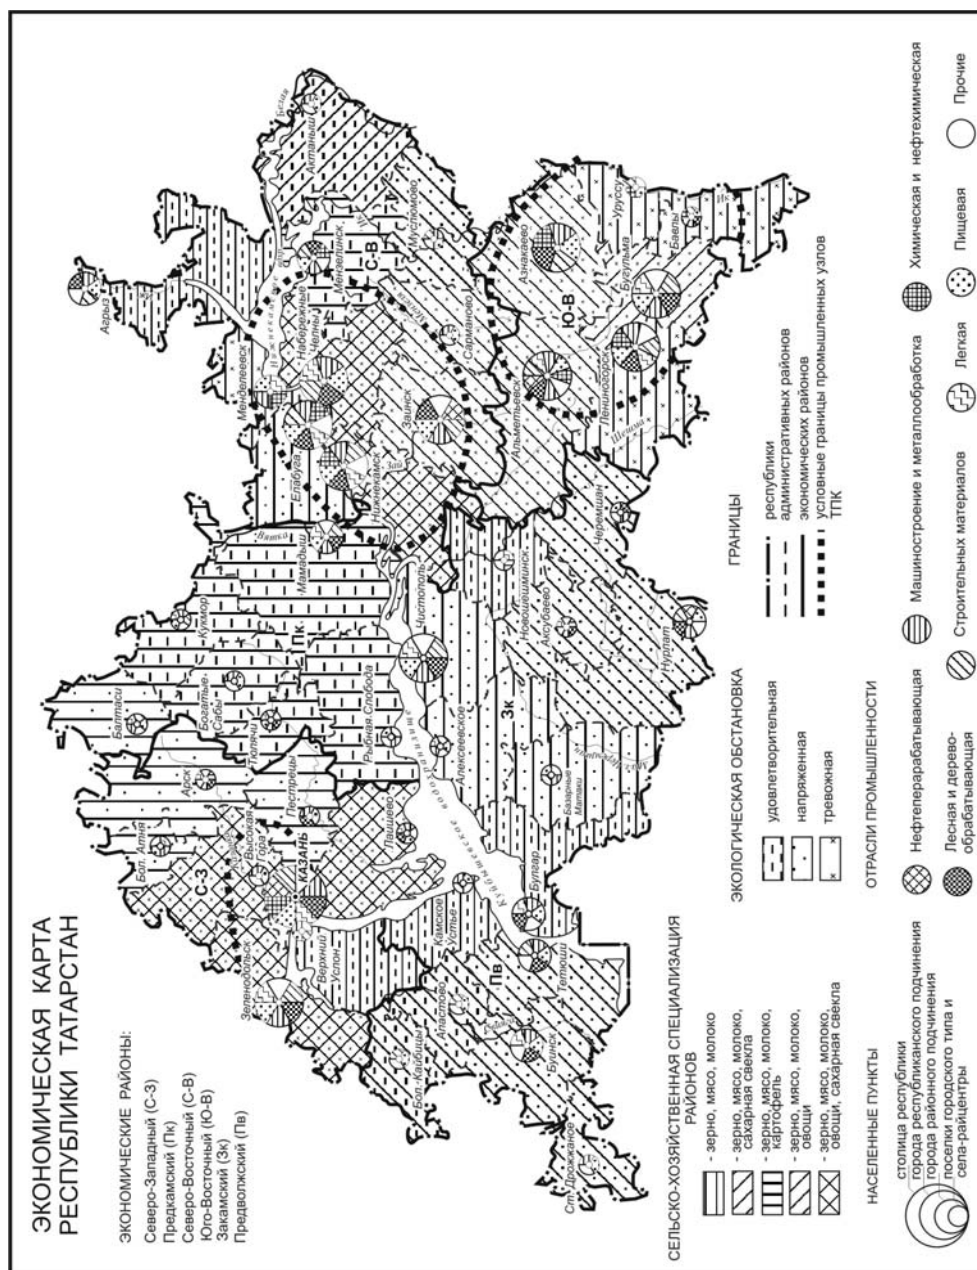 ЭКОНОМИЧЕСКАЯ КАРТА
РЕСПУБЛИКИ ТАТАРСТАН
ЭКОНОМИЧЕСКИЕ РАЙОНЫ:
Северо-Западный (С-З)
Предкамский (Пк)
Северо-Восточный (С-В)
Юго-Восточный (Ю-В)
Закамский (Зк)
Предволжский (Пв)
Агрыз
Менделеевск
Актаныш
Белая
Набережные
Челны
Мензелинск
Ик
С-В
Муслюмово
Мензеля
Сарманово
Елабуга
Нижнекамск
Зай
Заинск
Азнакаево
Ю-В
Альметьевск
Лениногорск
Бугульма
Уруссу
Бавлы
Ик
Шешма
Балтаси
Кукмор
Вятка
Мамадыш
Богатые
Сабы
Пк
Тюлячи
Арск
Пестрецы
Рыбная Слобода
Чистополь
Бол. Атня
С-З
Высокая
Гора
КАЗАНЬ
Лаишево
Зеленодольск
Верхний
Услон
Камское
Устье
Куйбышевское водохранилище
Алексеевское
Новошешминск
Черемшан
Аксубаево
Зк
Нурлат
Базарные
Матаки
Булгар
Тетюши
Пв
Апастово
Бол. Кайбицы
Буинск
Ст. Дрожжаное
СЕЛЬСКО-ХОЗЯЙСТВЕННАЯ СПЕЦИАЛИЗАЦИЯ
РАЙОНОВ
- зерно, мясо, молоко
- зерно, мясо, молоко,
сахарная свекла
- зерно, мясо, молоко,
картофель
- зерно, мясо, молоко,
овощи
- зерно, мясо, молоко,
овощи, сахарная свекла
ЭКОЛОГИЧЕСКАЯ ОБСТАНОВКА
удовлетворительная
напряженная
тревожная
ГРАНИЦЫ
республики
административных районов
экономических районов
условные границы промышленных узлов
ТПК
НАСЕЛЕННЫЕ ПУНКТЫ
столица республики
города республиканского подчинения
города районного подчинения
поселки городского типа и
села-райцентры
ОТРАСЛИ ПРОМЫШЛЕННОСТИ
Нефтеперарабатывающая
Машиностроение и металлообработка
Химическая и нефтехимическая
Лесная и дерево-
обрабатывающая
Строительных материалов
Легкая
Пищевая
Прочие